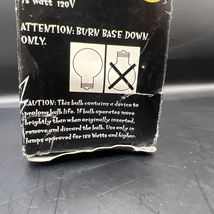 Watt 120V
ATTENTION: BURN BASE DOWN
ONLY.
CAUTION: This bulb contains a device to
prolong bulb life. If bulb operates more
brightly than when originally inserted,
remove and discard the bulb. Use only in
lamps approved for 150 Watts and higher.